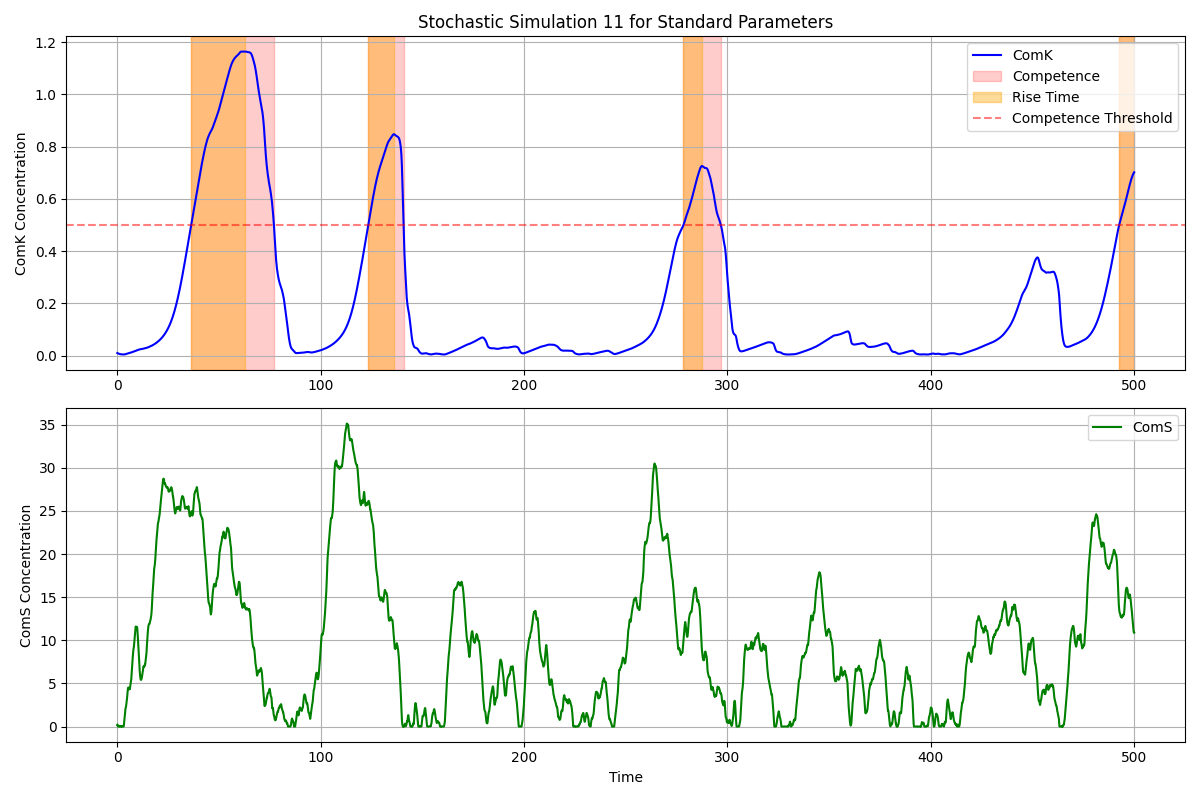 Stochastic Simulation 11 for Standard Parameters
ComK Concentration
1.2
1.0
0.8
0.6
0.4
0.2
0.0
ComK
Competence
Rise Time
Competence Threshold
0 100 200 300 400 500
ComS Concentration
35
30
25
20
15
10
5
0
ComS
0 100 200 300 400 500
Time